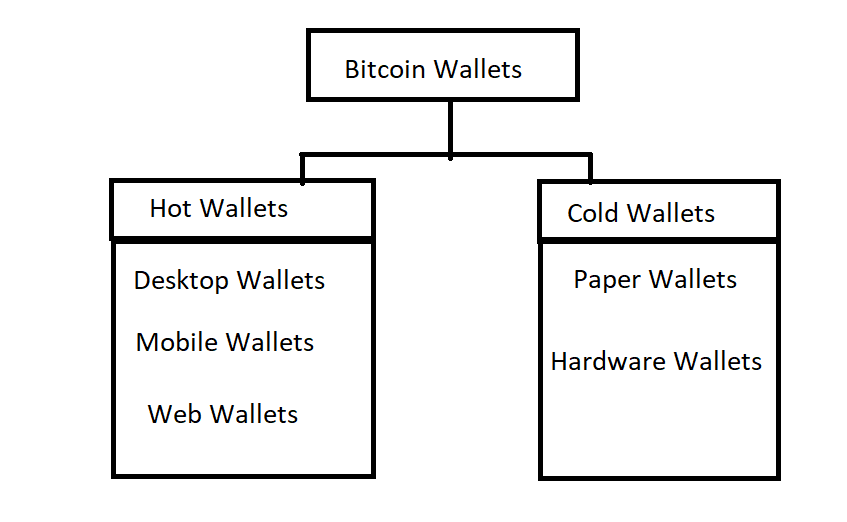 Bitcoin Wallets
Hot Wallets
Desktop Wallets
Mobile Wallets
Web Wallets
Cold Wallets
Paper Wallets
Hardware Wallets